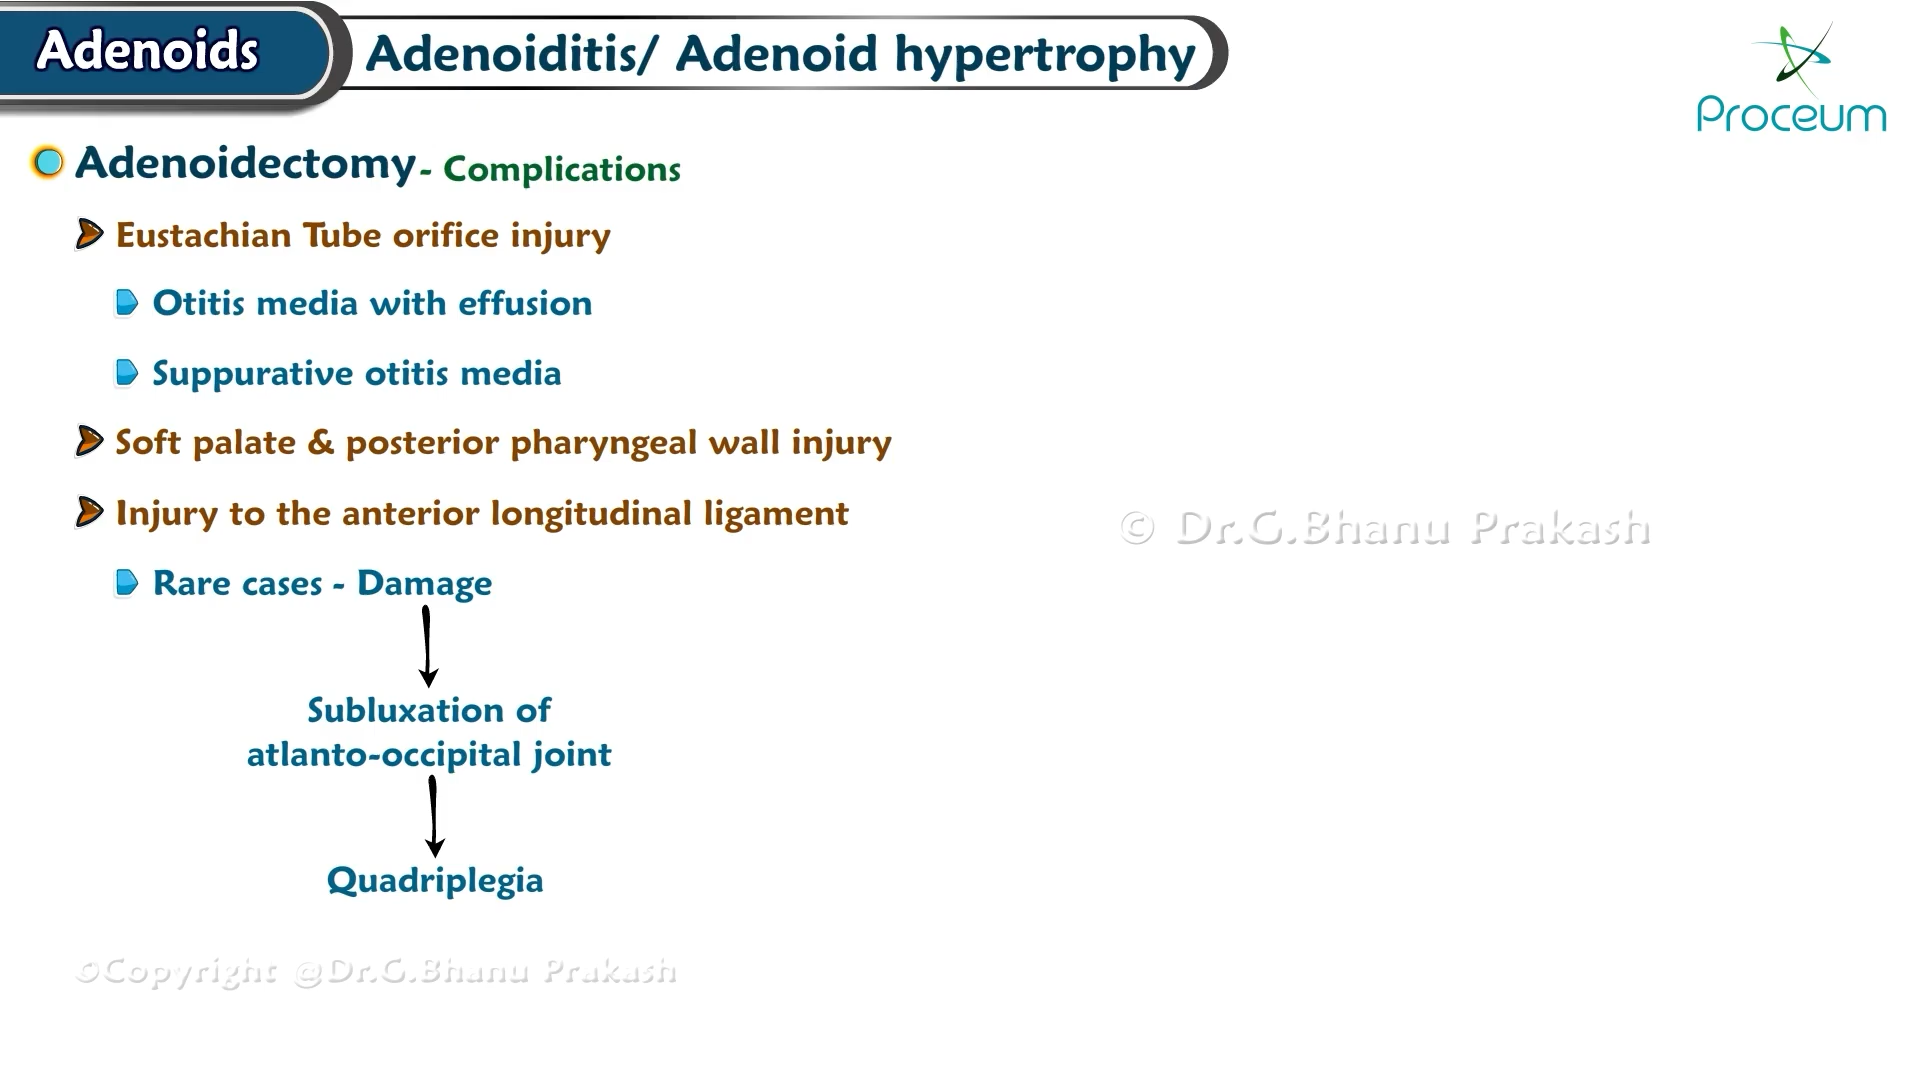 Adenoids
Adenoiditis/ Adenoid hypertrophy
Proceum
Adenoidectomy - Complications
Eustachian Tube orifice injury
Otitis media with effusion
Suppurative otitis media
Soft palate & posterior pharyngeal wall injury
Injury to the anterior longitudinal ligament
© Dr.G.Bhanu Prakash
Rare cases - Damage
Subluxation of
atlanto-occipital joint
Quadriplegia
©Copyright @Dr.G.Bhanu Prakash